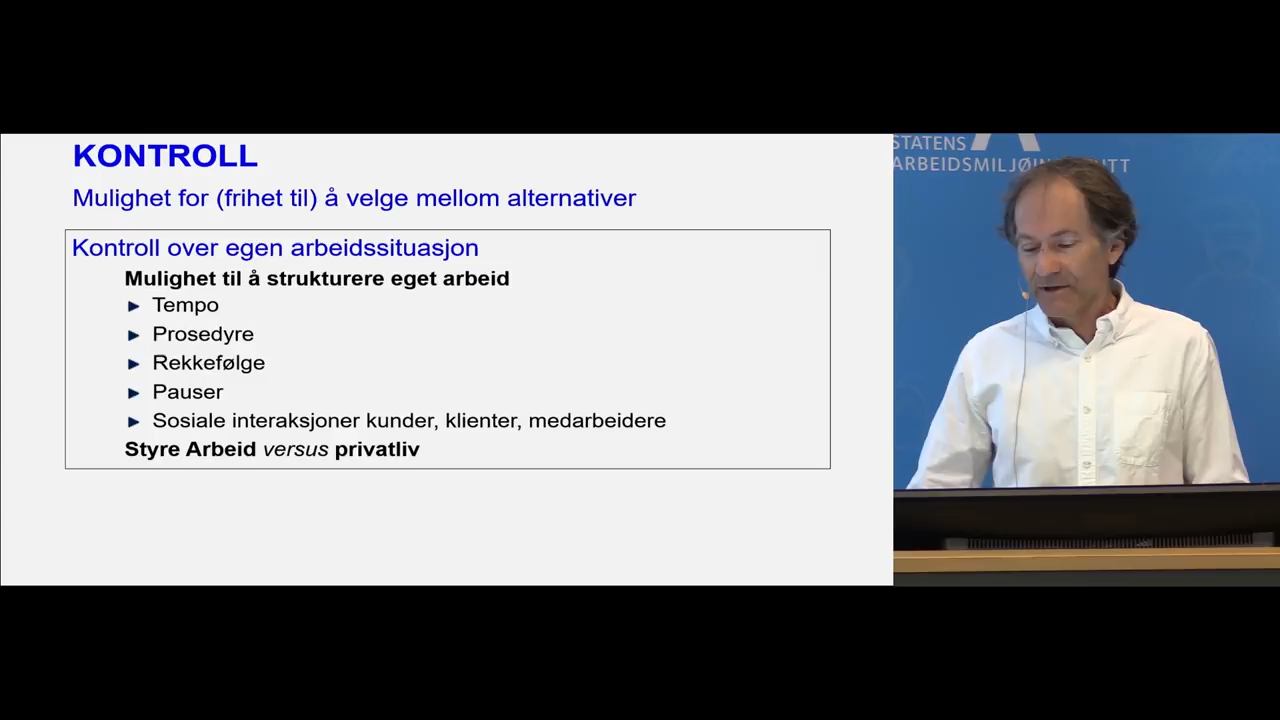 KONTROLL
Mulighet for (frihet til) å velge mellom alternativer
Kontroll over egen arbeidssituasjon
Mulighet til å strukturere eget arbeid
Tempo
Prosedyre
Rekkefølge
Pauser
Sosiale interaksjoner kunder, klienter, medarbeidere
Styre Arbeid versus privatliv
STATENS